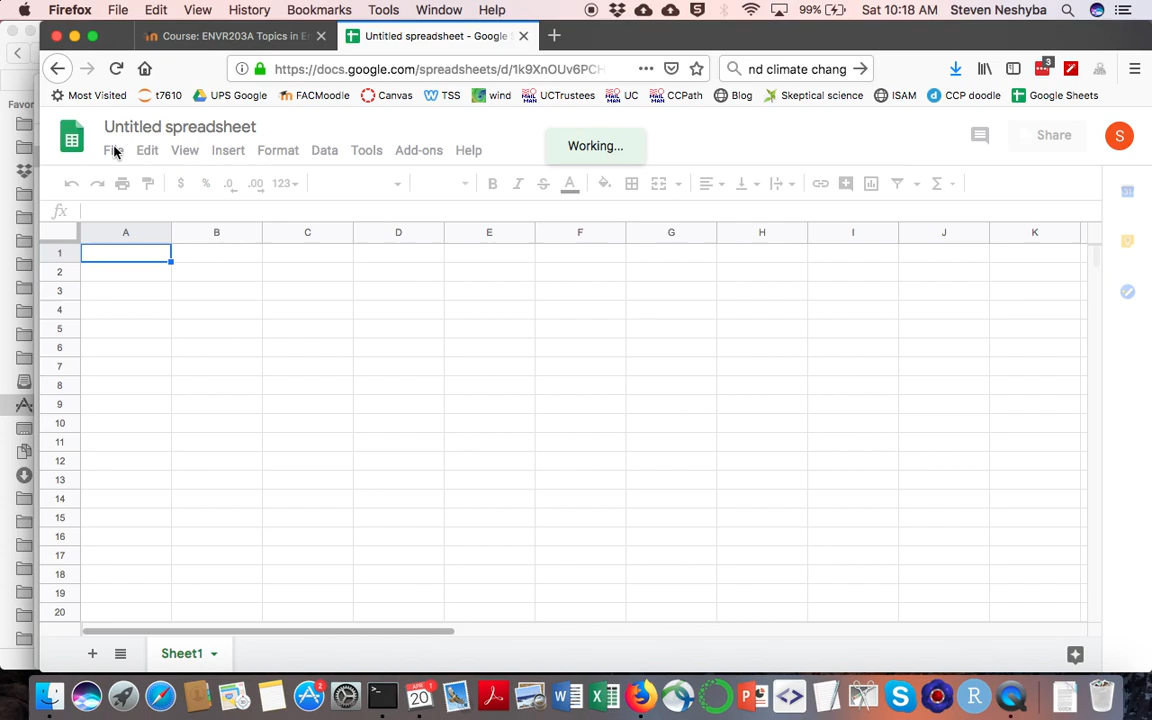 Firefox File Edit View History Bookmarks Tools Window Help 99% Sat 10:18 AM Steven Neshyba
Course: ENVR203A Topics in E Untitled spreadsheet - Google S
https://docs.google.com/spreadsheets/d/1k9XnOUv6PCH nd climate chang
Most Visited t7610 UPS Google FACMoodle Canvas TSS wind UCTrustees UC CCPath Blog Skeptical science ISAM CCP doodle Google Sheets
Favor
Untitled spreadsheet
Working...
Share
S
File Edit View Insert Format Data Tools Add-ons Help
$ % .0 .00 123 B I S A Σ
fx
A B C D E F G H I J K
1
2
3
4
5
6
7
8
9
10
11
12
13
14
15
16
17
18
19
20
Sheet1